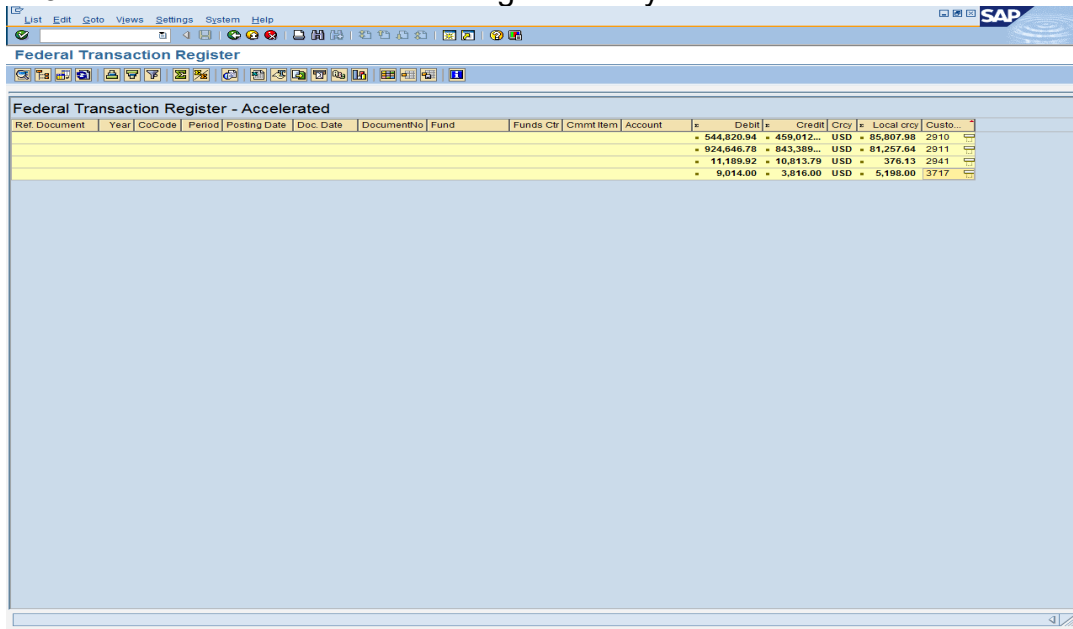 List Edit Goto Views Settings System Help
SAP
Federal Transaction Register
Federal Transaction Register - Accelerated
Ref. Document Year CoCode Period Posting Date Doc. Date DocumentNo Fund Funds Ctr Cmmt Item Account Debit Credit Crcy Local crcy Custo...
544,820.94 459,012... USD 85,807.98 2910
924,646.78 843,389... USD 81,257.64 2911
11,189.92 10,813.79 USD 376.13 2941
9,014.00 3,816.00 USD 5,198.00 3717